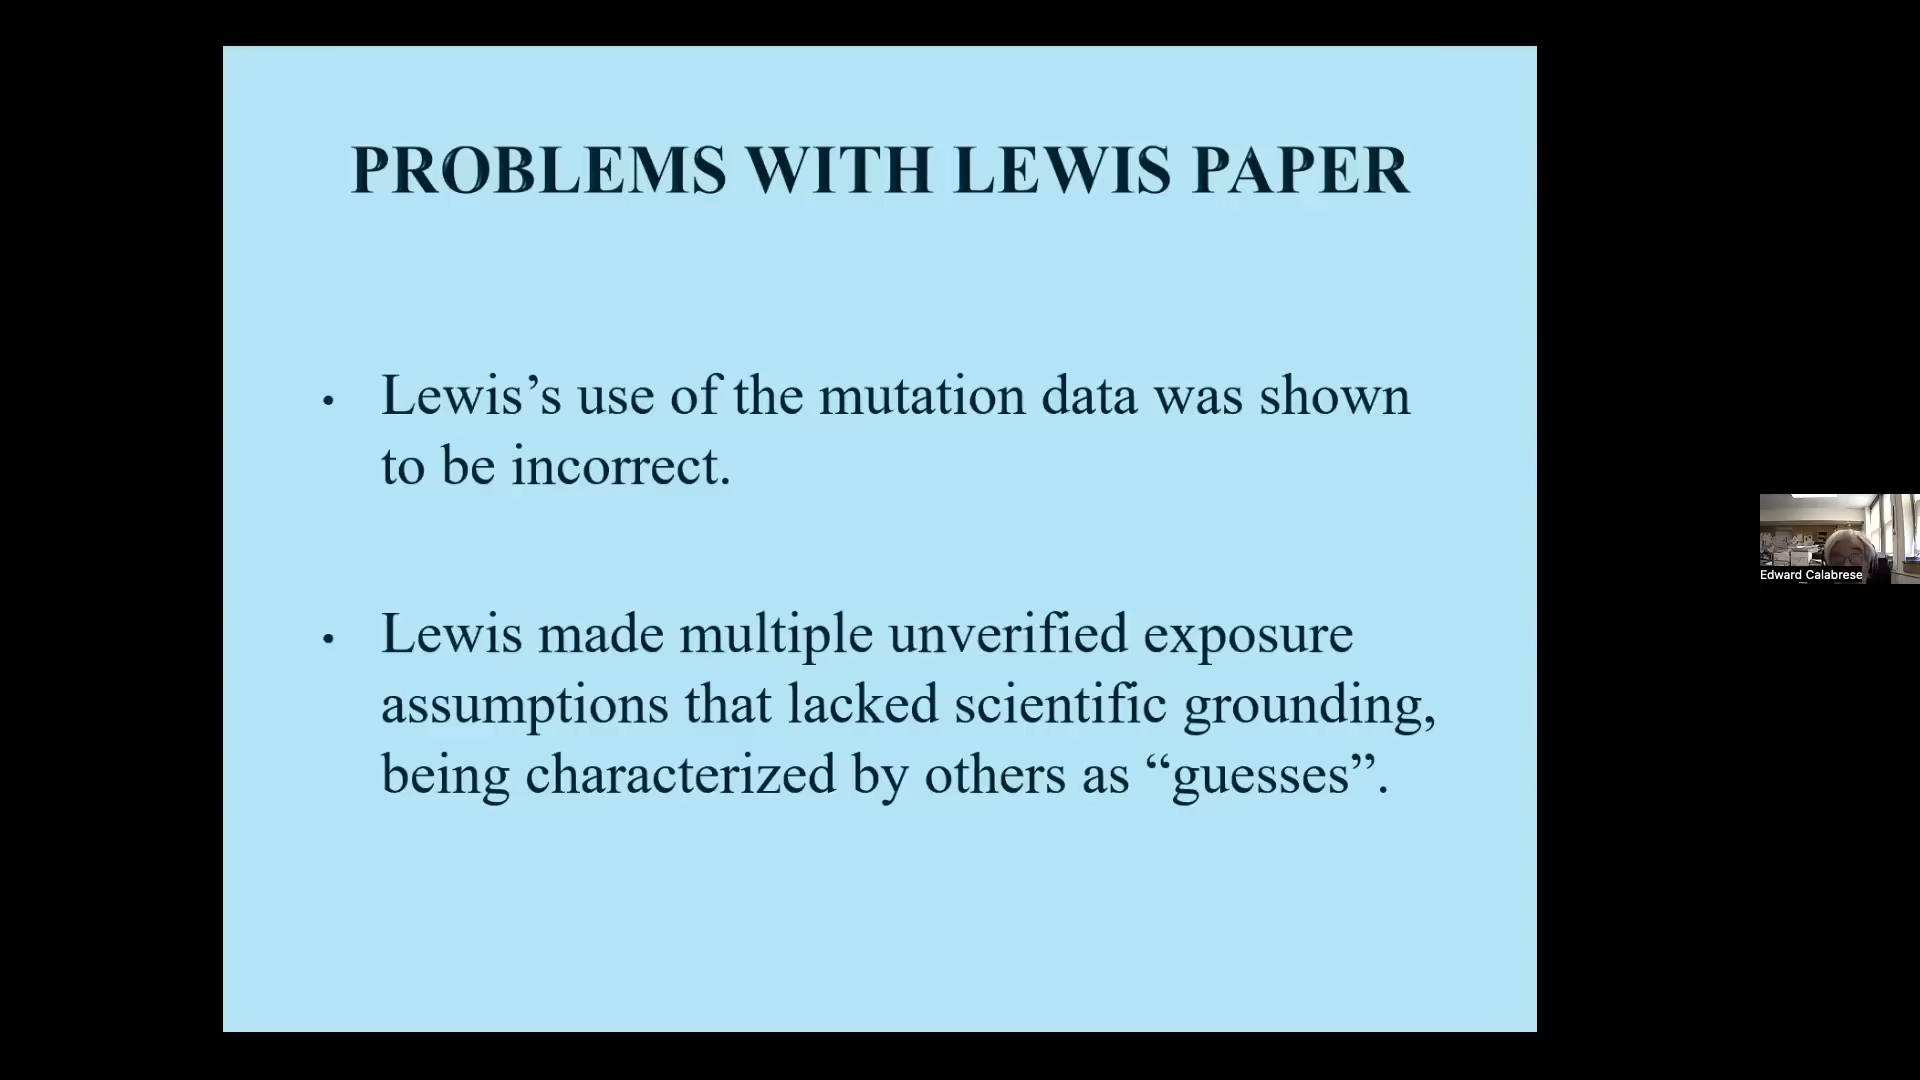 PROBLEMS WITH LEWIS PAPER
• Lewis’s use of the mutation data was shown
to be incorrect.
• Lewis made multiple unverified exposure
assumptions that lacked scientific grounding,
being characterized by others as “guesses”.
Edward Calabrese